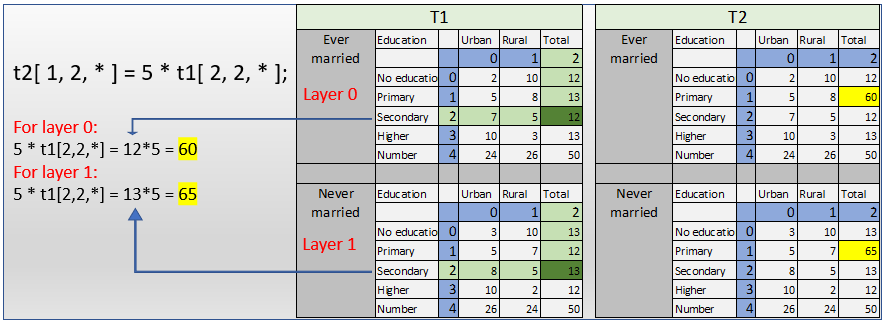 T1
T2
t2[ 1, 2, * ] = 5 * t1[ 2, 2, * ];
For layer 0:
5 * t1[2,2,*] = 12*5 = 60
For layer 1:
5 * t1[2,2,*] = 13*5 = 65
Ever married
Layer 0
Education Urban Rural Total
0 1 2
No educatio 0 2 10 12
Primary 1 5 8 13
Secondary 2 7 5 12
Higher 3 10 3 13
Number 4 24 26 50
Never married
Layer 1
Education Urban Rural Total
0 1 2
No educatio 0 3 10 13
Primary 1 5 7 12
Secondary 2 8 5 13
Higher 3 10 2 12
Number 4 26 24 50
Ever married
Education Urban Rural Total
0 1 2
No educatio 0 2 10 12
Primary 1 5 8 60
Secondary 2 7 5 12
Higher 3 10 3 13
Number 4 24 26 50
Never married
Education Urban Rural Total
0 1 2
No educatio 0 3 10 13
Primary 1 5 7 65
Secondary 2 8 5 13
Higher 3 10 2 12
Number 4 26 24 50